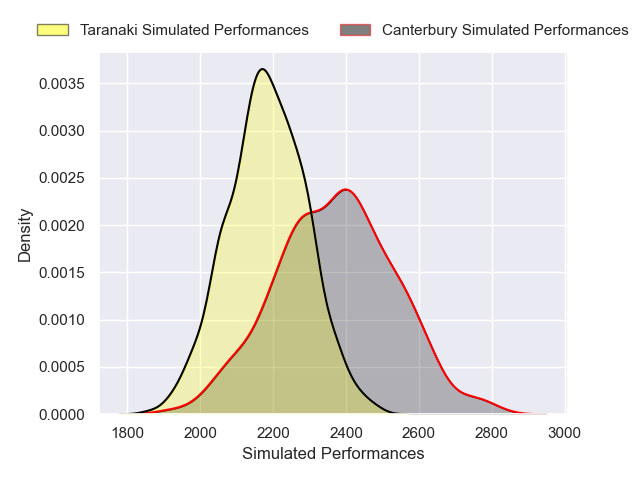 Taranaki Simulated Performances
Canterbury Simulated Performances
0.0035
0.0030
0.0025
0.0020
0.0015
0.0010
0.0005
0.0000
Density
1800 2000 2200 2400 2600 2800 3000
Simulated Performances